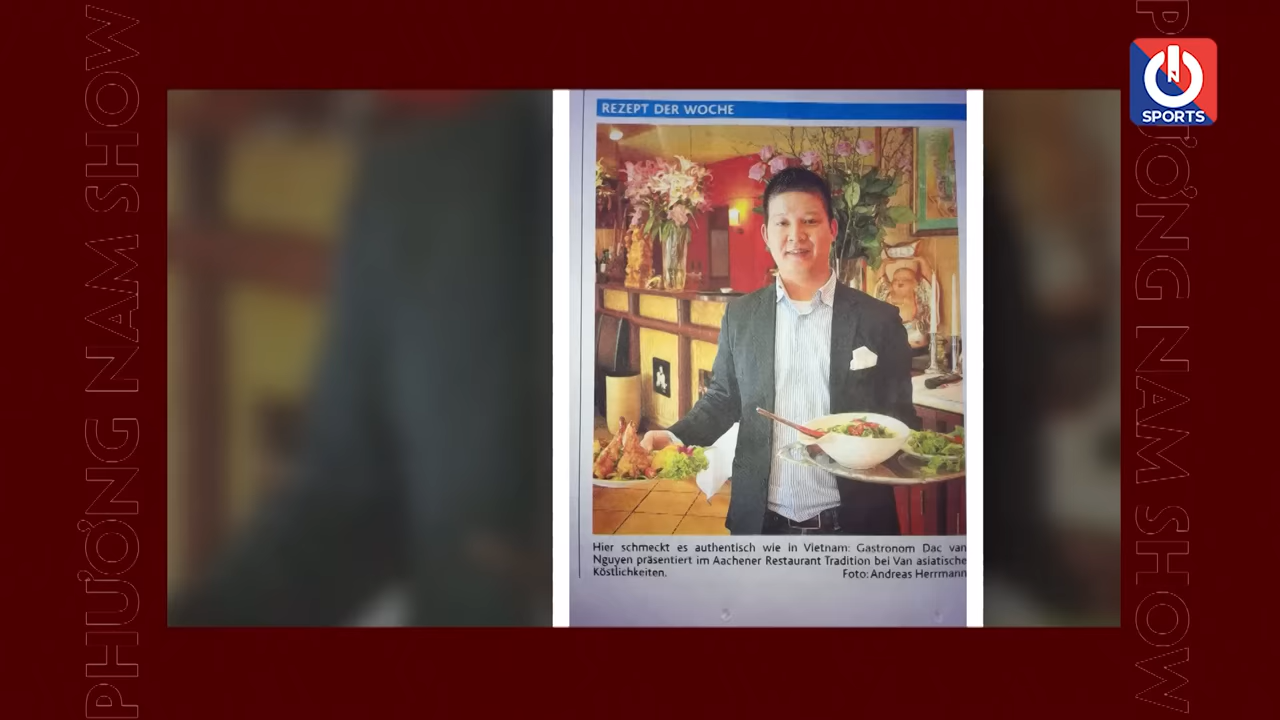 PHƯƠNG NAM SHOW
REZEPT DER WOCHE
Hier schmeckt es authentisch wie in Vietnam: Gastronom Dac van
Nguyen präsentiert im Aachener Restaurant Tradition bei Van asiatische
Köstlichkeiten. Foto: Andreas Herrmann
N
SPORTS
PHƯƠNG NAM SHOW